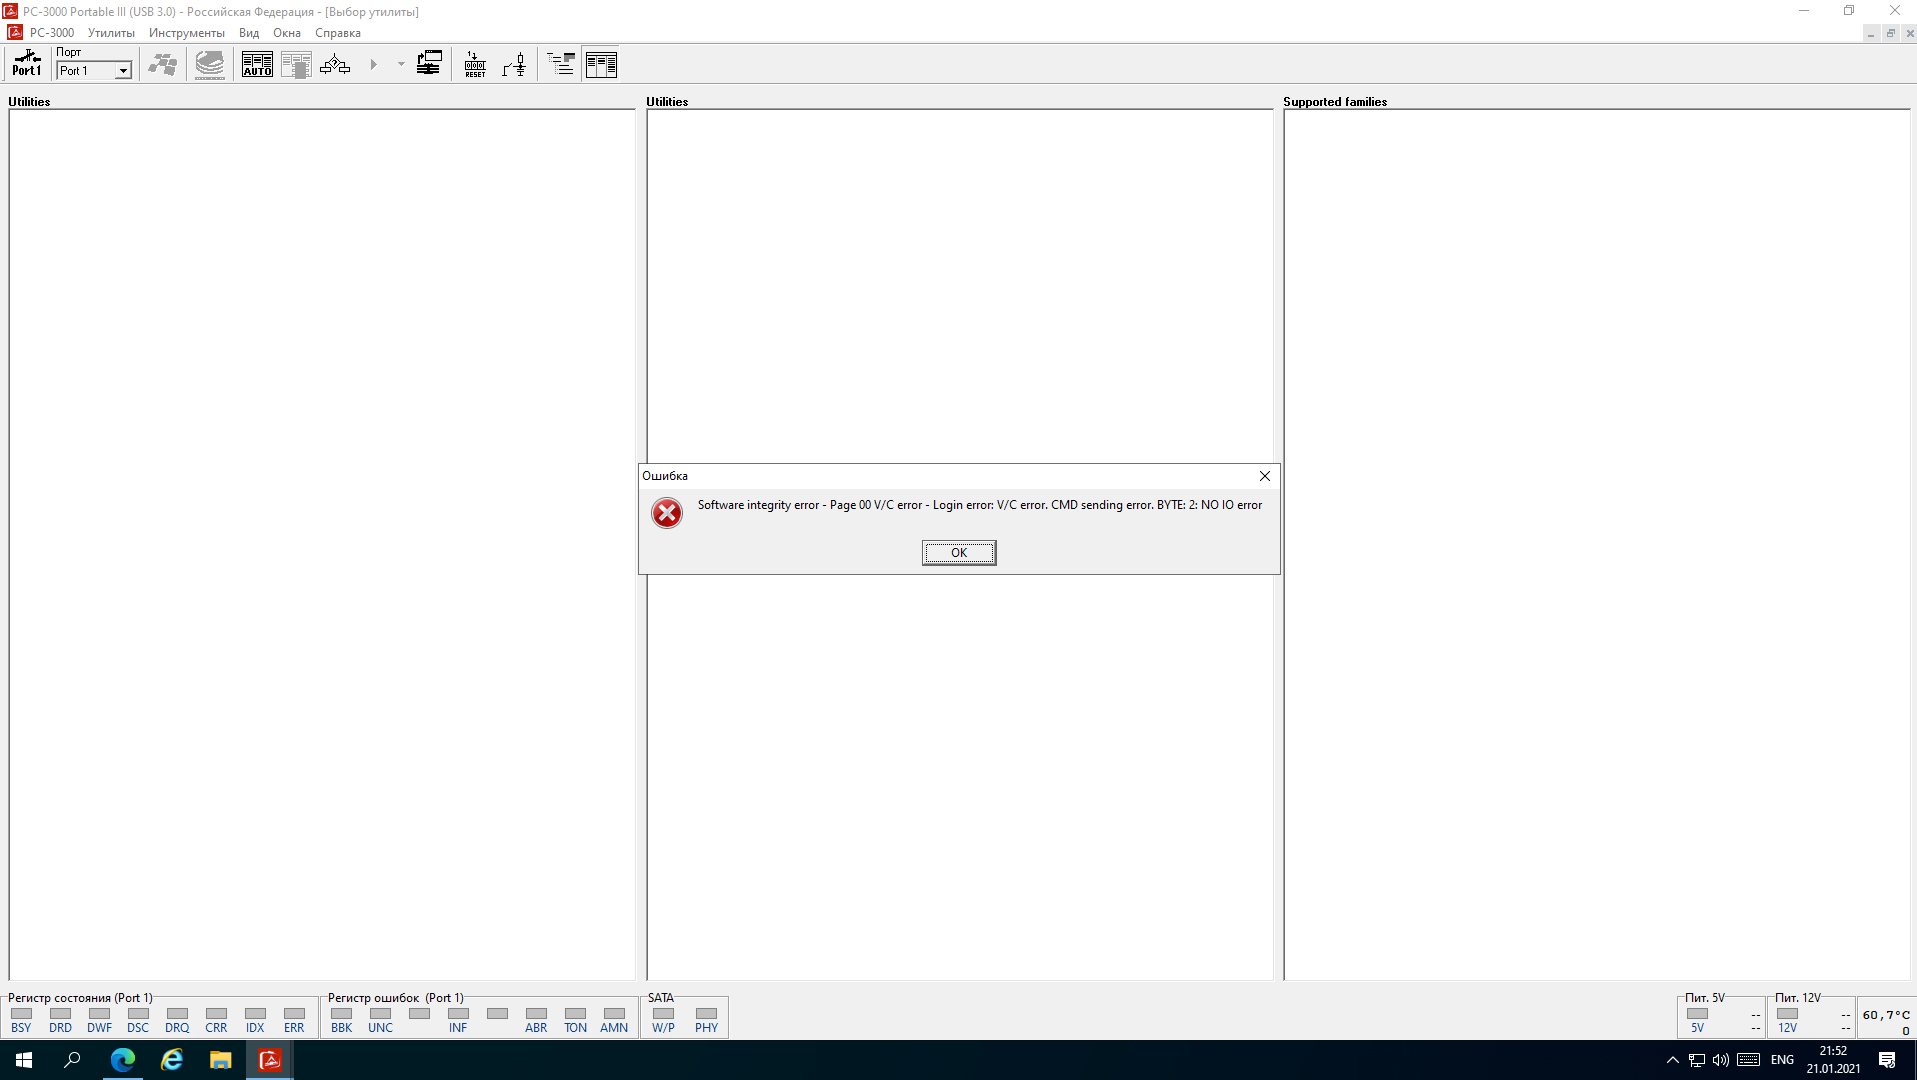 PC-3000 Portable III (USB 3.0) - Российская Федерация - [Выбор утилиты]
PC-3000 Утилиты Инструменты Вид Окна Справка
Port1
Порт
Port 1
AUTO
RESET
Utilities
Utilities
Supported families
Ошибка
Software integrity error - Page 00 V/C error - Login error: V/C error. CMD sending error. BYTE: 2: NO IO error
OK
Регистр состояния (Port 1)
BSY DRD DWF DSC DRQ CRR IDX ERR
Регистр ошибок (Port 1)
BBK UNC INF ABR TON AMN
SATA
W/P PHY
Пит. 5V
--
5V --
Пит. 12V
--
12V --
60,7°C
0
ENG
21:52
21.01.2021